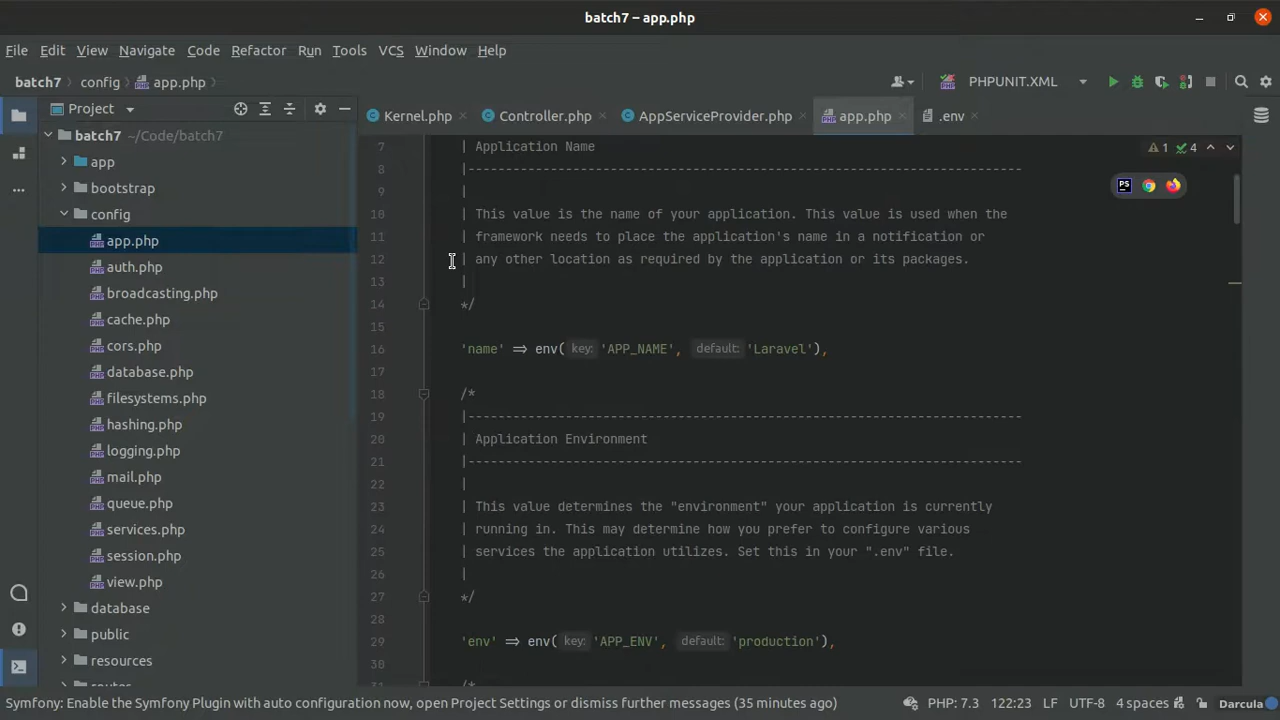 batch7 – app.php
File Edit View Navigate Code Refactor Run Tools VCS Window Help
batch7 config app.php
PHPUNIT.XML
Project
Kernel.php Controller.php AppServiceProvider.php app.php .env
batch7 ~/Code/batch7
app
bootstrap
config
app.php
auth.php
broadcasting.php
cache.php
cors.php
database.php
filesystems.php
hashing.php
logging.php
mail.php
queue.php
services.php
session.php
view.php
database
public
resources
1 4
PS
7 | Application Name
8 |--------------------------------------------------------------------------
9 |
10 | This value is the name of your application. This value is used when the
11 | framework needs to place the application's name in a notification or
12 | any other location as required by the application or its packages.
13 |
14 */
15
16 'name' => env( key: 'APP_NAME', default: 'Laravel'),
17
18 /*
19 |--------------------------------------------------------------------------
20 | Application Environment
21 |--------------------------------------------------------------------------
22 |
23 | This value determines the "environment" your application is currently
24 | running in. This may determine how you prefer to configure various
25 | services the application utilizes. Set this in your ".env" file.
26 |
27 */
28
29 'env' => env( key: 'APP_ENV', default: 'production'),
30
Symfony: Enable the Symfony Plugin with auto configuration now, open Project Settings or dismiss further messages (35 minutes ago) PHP: 7.3 122:23 LF UTF-8 4 spaces Darcula